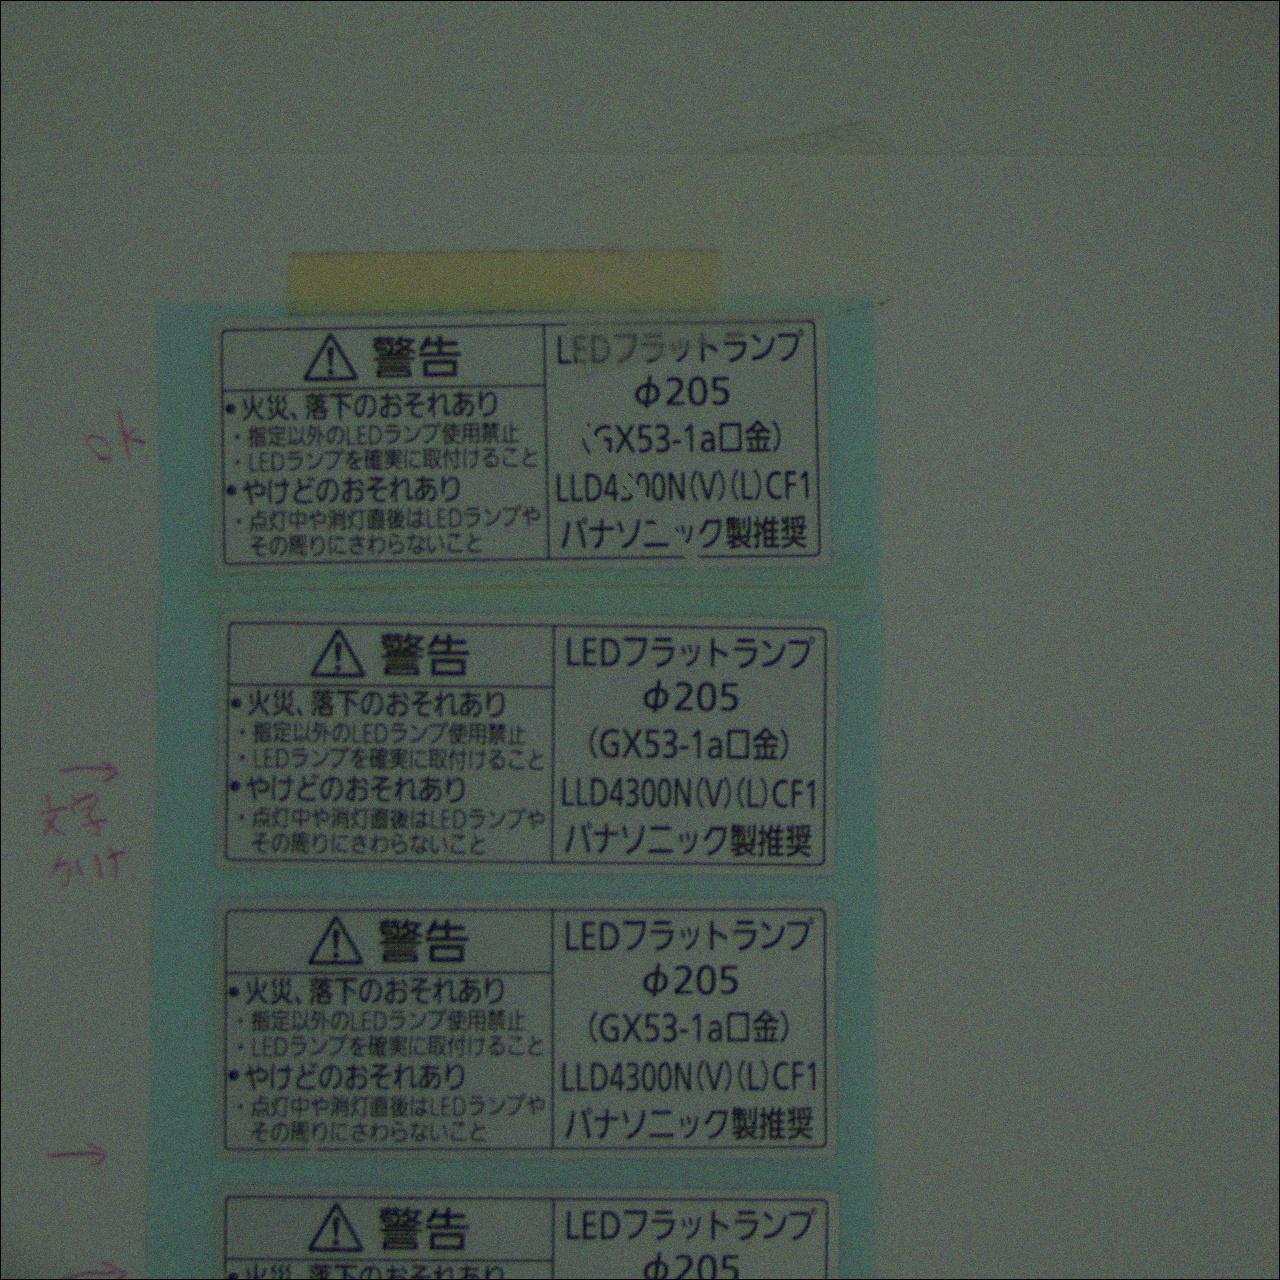 ok
⚠ 警告
•火災、落下のおそれあり
・指定以外のLEDランプ使用禁止
・LEDランプを確実に取付けること
•やけどのおそれあり
・点灯中や消灯直後はLEDランプや
その周りにさわらないこと
LEDフラットランプ
φ205
(GX53-1a口金)
LLD4300N(V)(L)CF1
パナソニック製推奨
→
文字
カいけ
⚠ 警告
•火災、落下のおそれあり
・指定以外のLEDランプ使用禁止
・LEDランプを確実に取付けること
•やけどのおそれあり
・点灯中や消灯直後はLEDランプや
その周りにさわらないこと
LEDフラットランプ
φ205
(GX53-1a口金)
LLD4300N(V)(L)CF1
パナソニック製推奨
→
⚠ 警告
•火災、落下のおそれあり
・指定以外のLEDランプ使用禁止
・LEDランプを確実に取付けること
•やけどのおそれあり
・点灯中や消灯直後はLEDランプや
その周りにさわらないこと
LEDフラットランプ
φ205
(GX53-1a口金)
LLD4300N(V)(L)CF1
パナソニック製推奨
→
⚠ 警告
•火災、落下のおそれあり
LEDフラットランプ
φ205